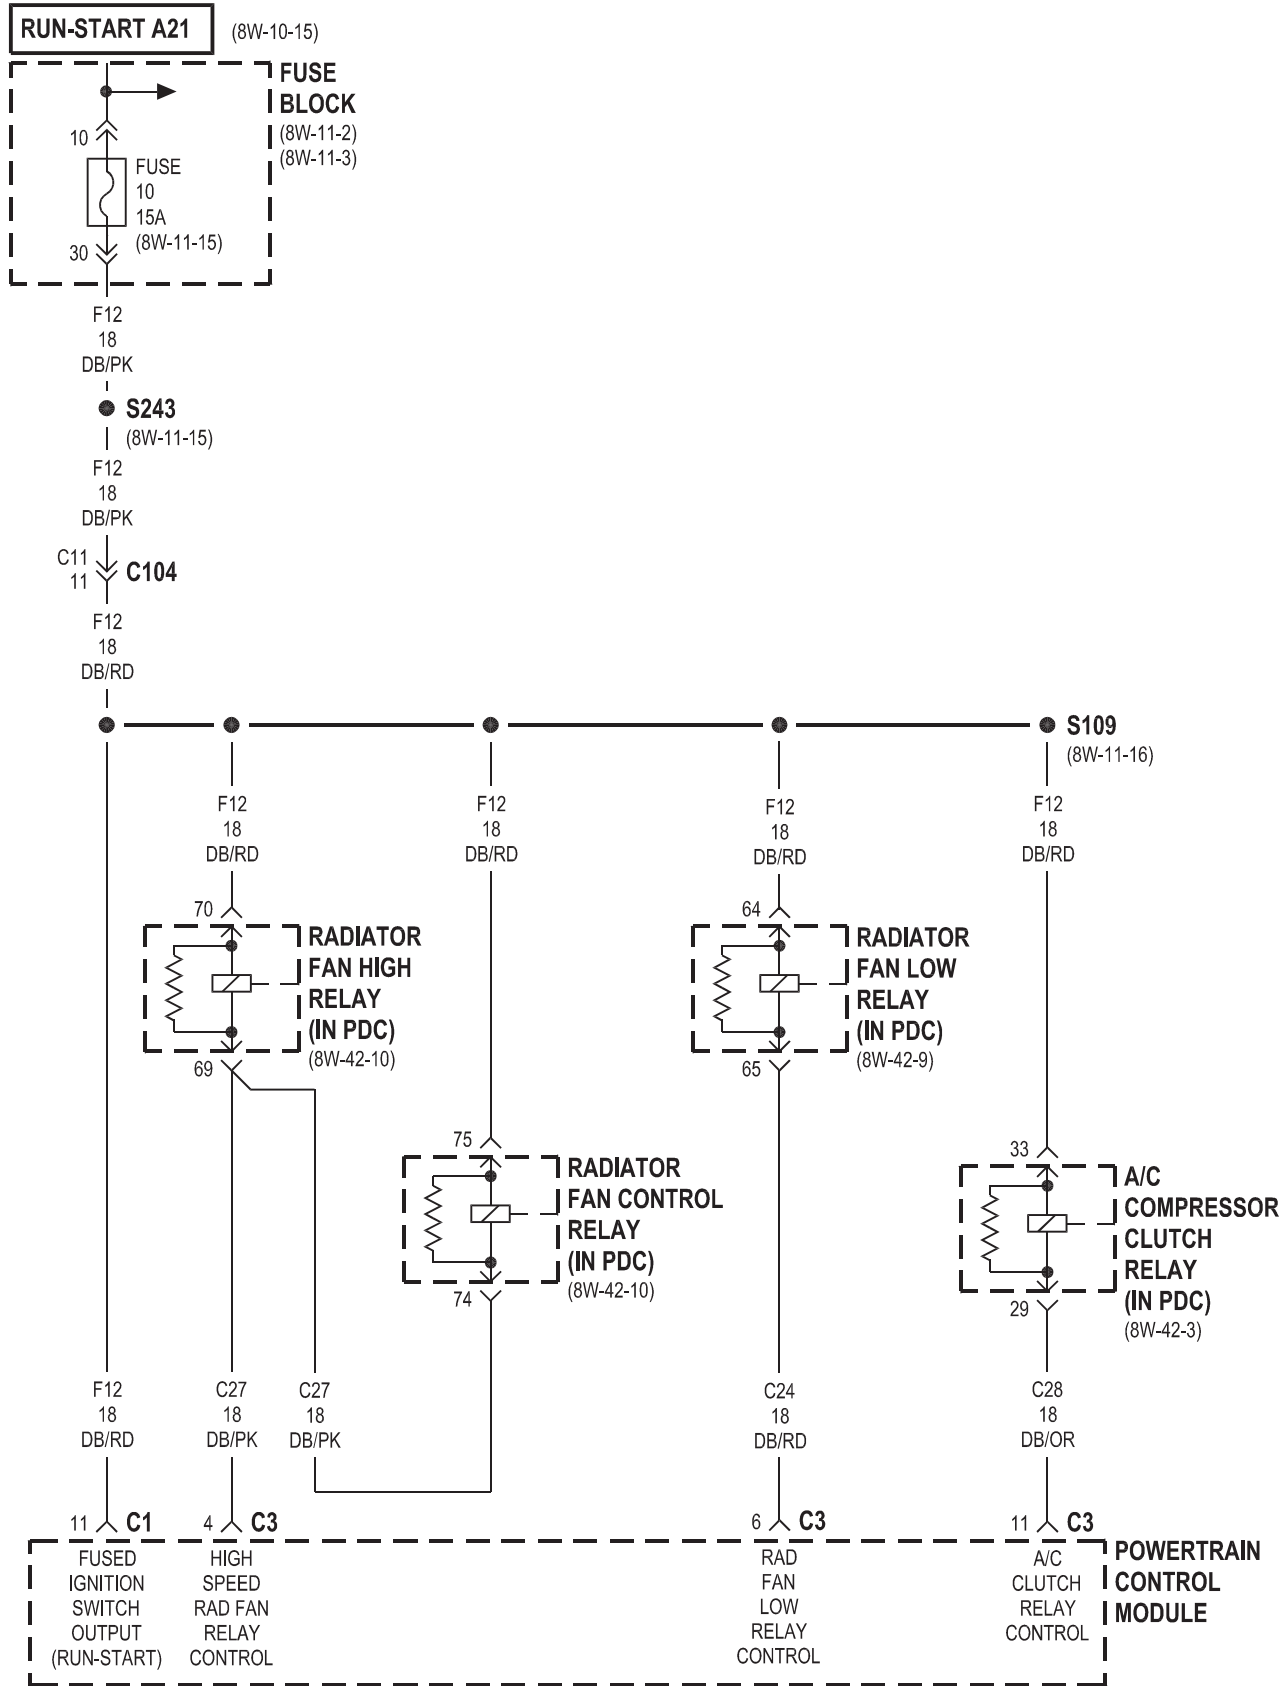 RUN-START A21
(8W-10-15)
FUSE
BLOCK
(8W-11-2)
(8W-11-3)
10
FUSE
10
15A
(8W-11-15)
30
F12
18
DB/PK
S243
(8W-11-15)
F12
18
DB/PK
C11
11
C104
F12
18
DB/RD
S109
(8W-11-16)
F12
18
DB/RD
F12
18
DB/RD
F12
18
DB/RD
F12
18
DB/RD
70
RADIATOR
FAN HIGH
RELAY
(IN PDC)
(8W-42-10)
69
64
RADIATOR
FAN LOW
RELAY
(IN PDC)
(8W-42-9)
65
75
RADIATOR
FAN CONTROL
RELAY
(IN PDC)
(8W-42-10)
74
33
A/C
COMPRESSOR
CLUTCH
RELAY
(IN PDC)
(8W-42-3)
29
F12
18
DB/RD
C27
18
DB/PK
C27
18
DB/PK
C24
18
DB/RD
C28
18
DB/OR
11
C1
4
C3
6
C3
11
C3
FUSED
IGNITION
SWITCH
OUTPUT
(RUN-START)
HIGH
SPEED
RAD FAN
RELAY
CONTROL
RAD
FAN
LOW
RELAY
CONTROL
A/C
CLUTCH
RELAY
CONTROL
POWERTRAIN
CONTROL
MODULE